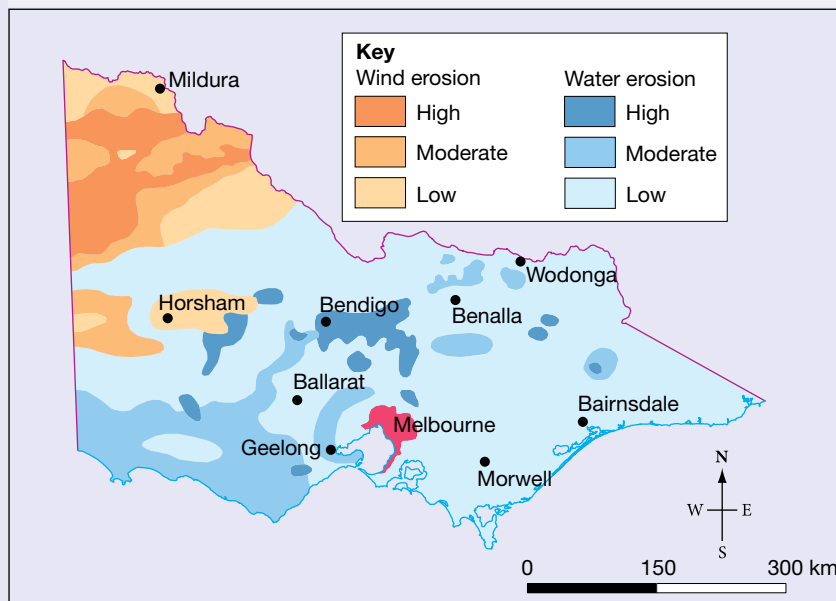 Key
Wind erosion
High
Moderate
Low
Water erosion
High
Moderate
Low
Mildura
Wodonga
Horsham
Bendigo
Benalla
Ballarat
Melbourne
Bairnsdale
Geelong
Morwell
N
W E
S
0 150 300 km